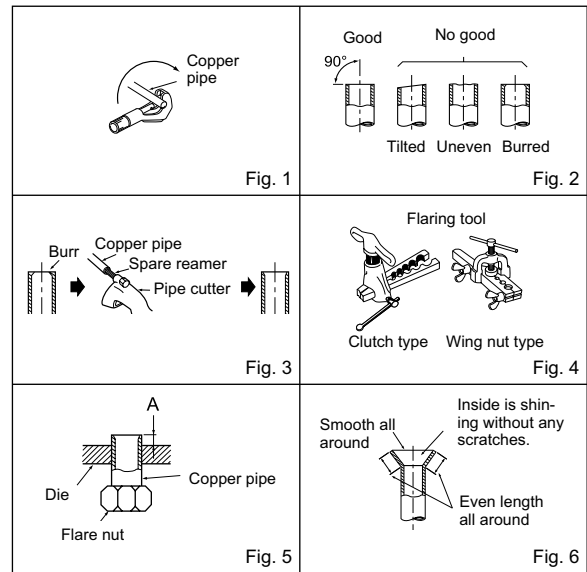 Copper
pipe
Fig. 1
Good
No good
90°
Tilted Uneven Burred
Fig. 2
Burr
Copper pipe
Spare reamer
Pipe cutter
Fig. 3
Flaring tool
Clutch type
Wing nut type
Fig. 4
A
Die
Copper pipe
Flare nut
Fig. 5
Smooth all
around
Inside is shin-
ing without any
scratches.
Even length
all around
Fig. 6